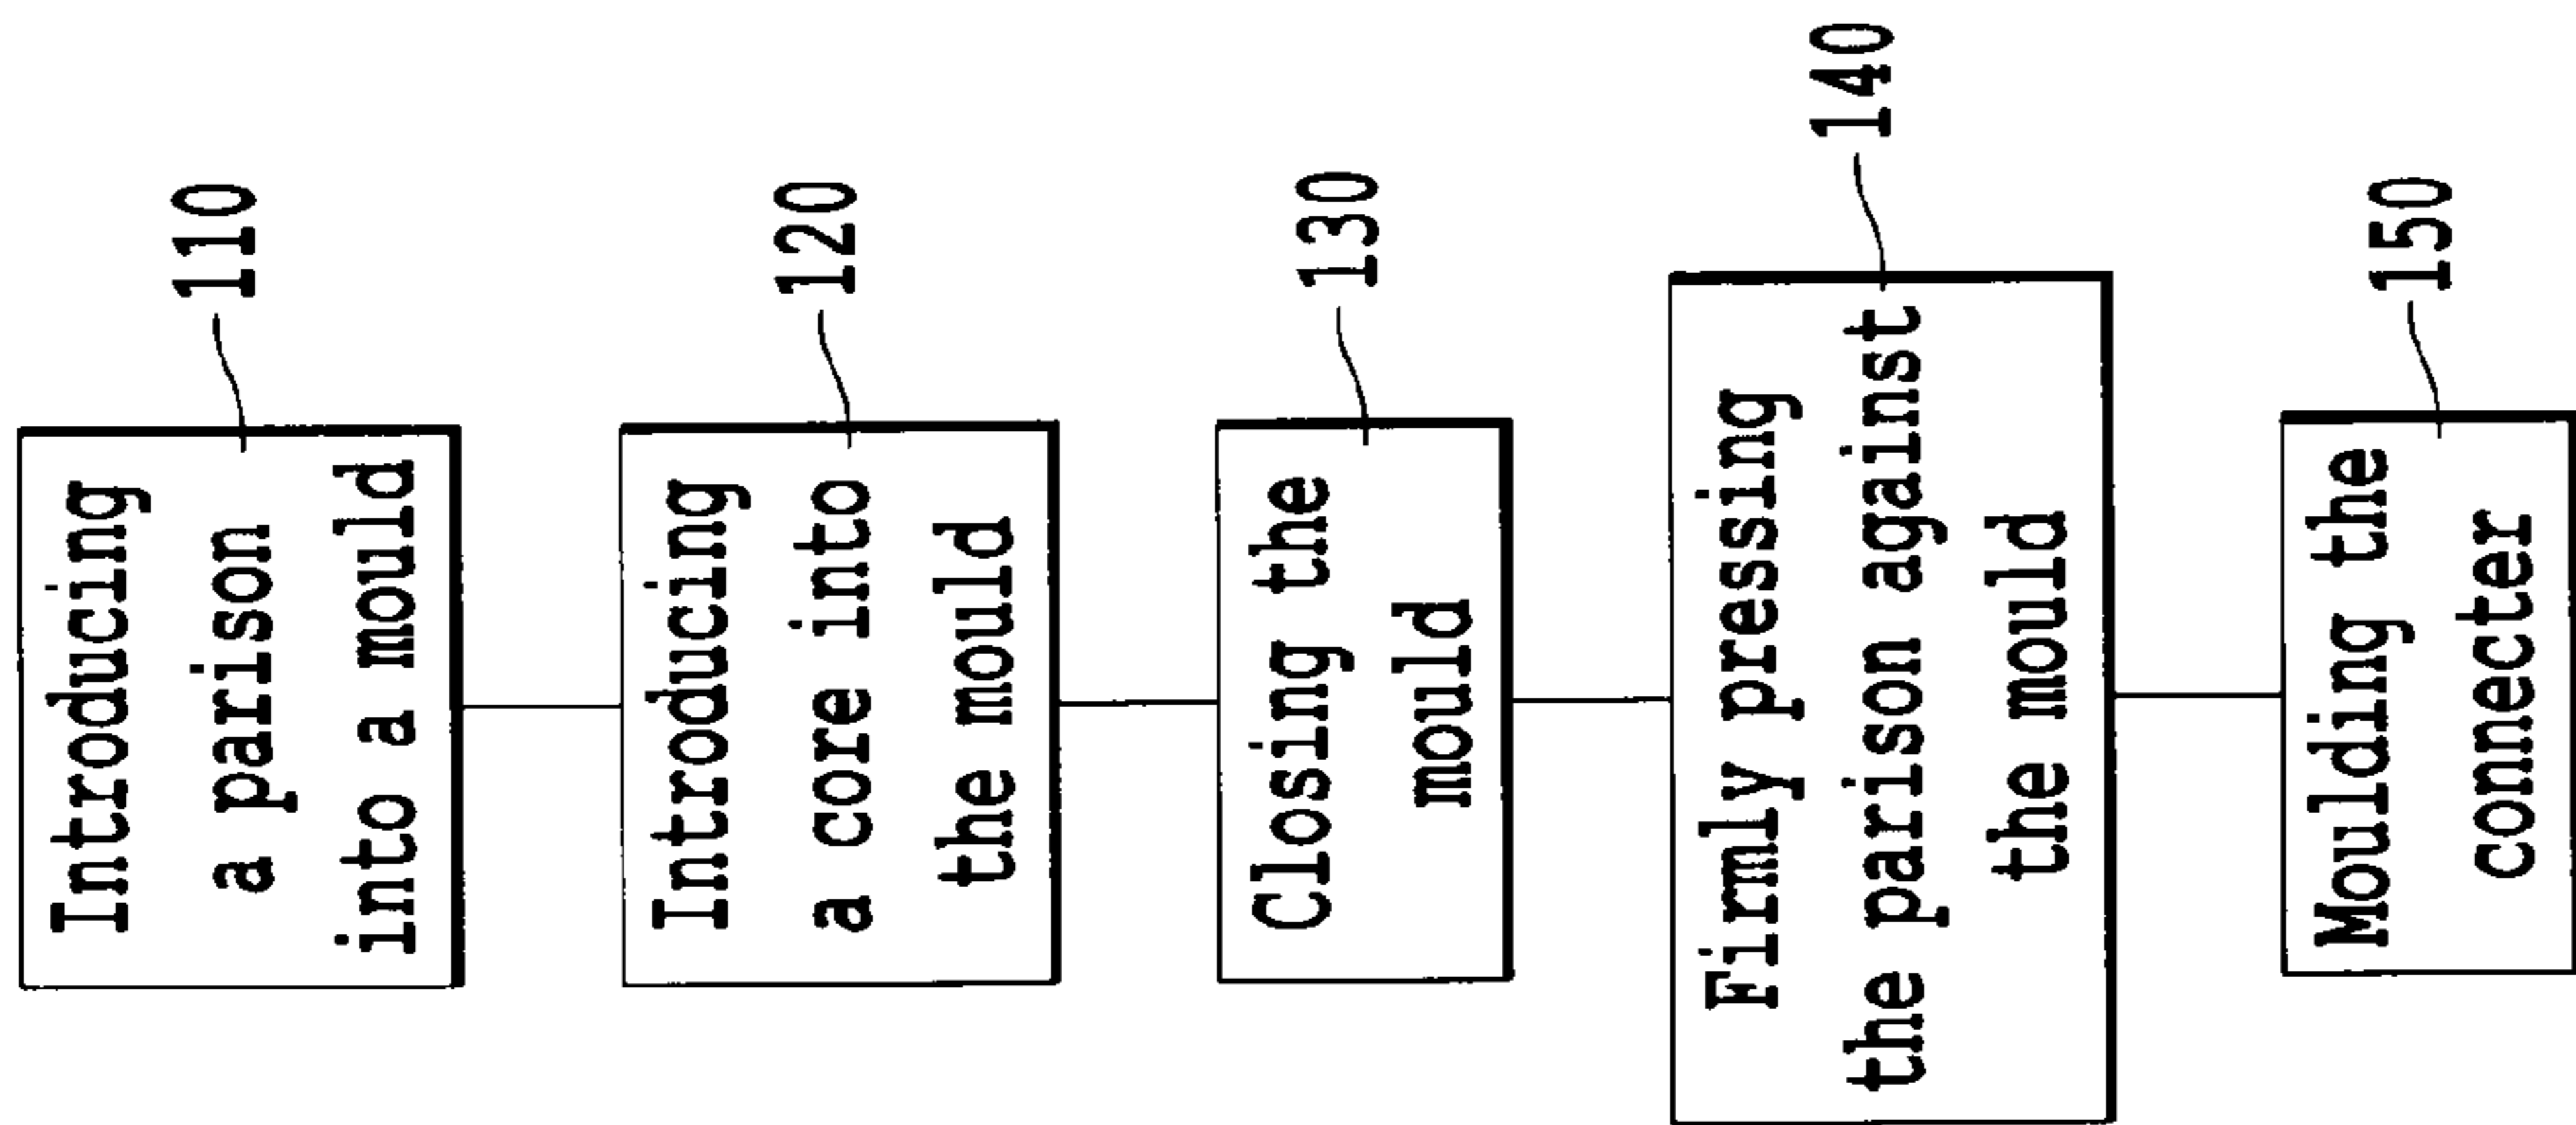 Introducing
a parison
into a mould
110
Introducing
a core into
the mould
120
Closing the
mould
130
Firmly pressing
the parison against
the mould
140
Moulding the
connecter
150